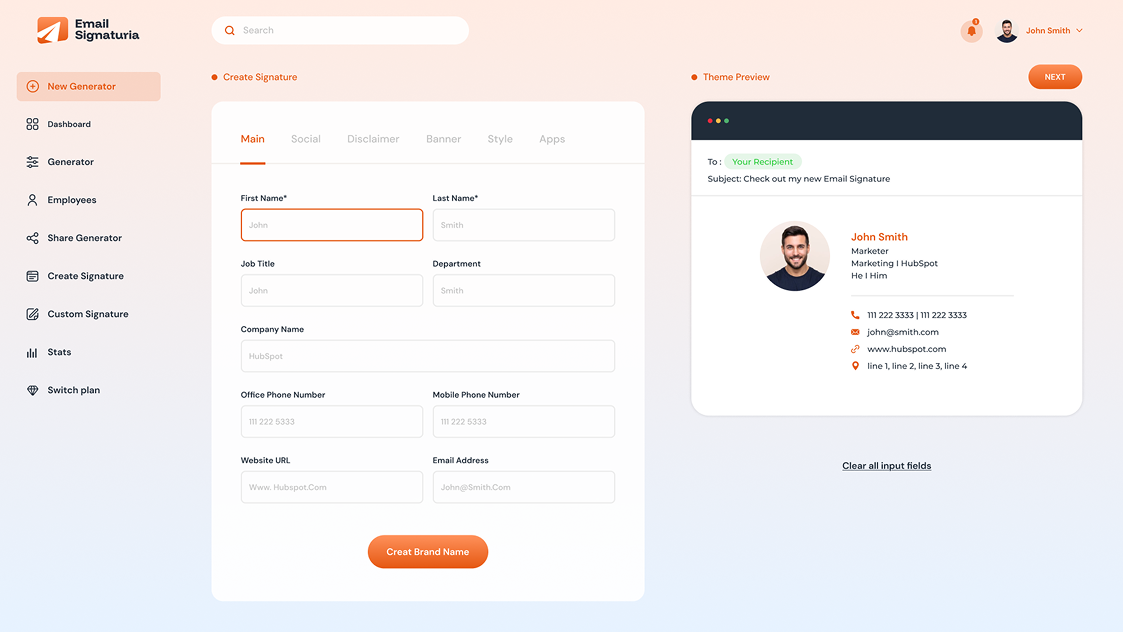 Email
Signaturia
Search
1
John Smith
New Generator
Dashboard
Generator
Employees
Share Generator
Create Signature
Custom Signature
Stats
Switch plan
Create Signature
Main Social Disclaimer Banner Style Apps
First Name* Last Name*
John Smith
Job Title Department
John Smith
Company Name
HubSpot
Office Phone Number Mobile Phone Number
111 222 5333 111 222 5333
Website URL Email Address
Www. Hubspot.Com John@Smith.Com
Creat Brand Name
Theme Preview
NEXT
To : Your Recipient
Subject: Check out my new Email Signature
John Smith
Marketer
Marketing I HubSpot
He I Him
111 222 3333 | 111 222 3333
john@smith.com
www.hubspot.com
line 1, line 2, line 3, line 4
Clear all input fields